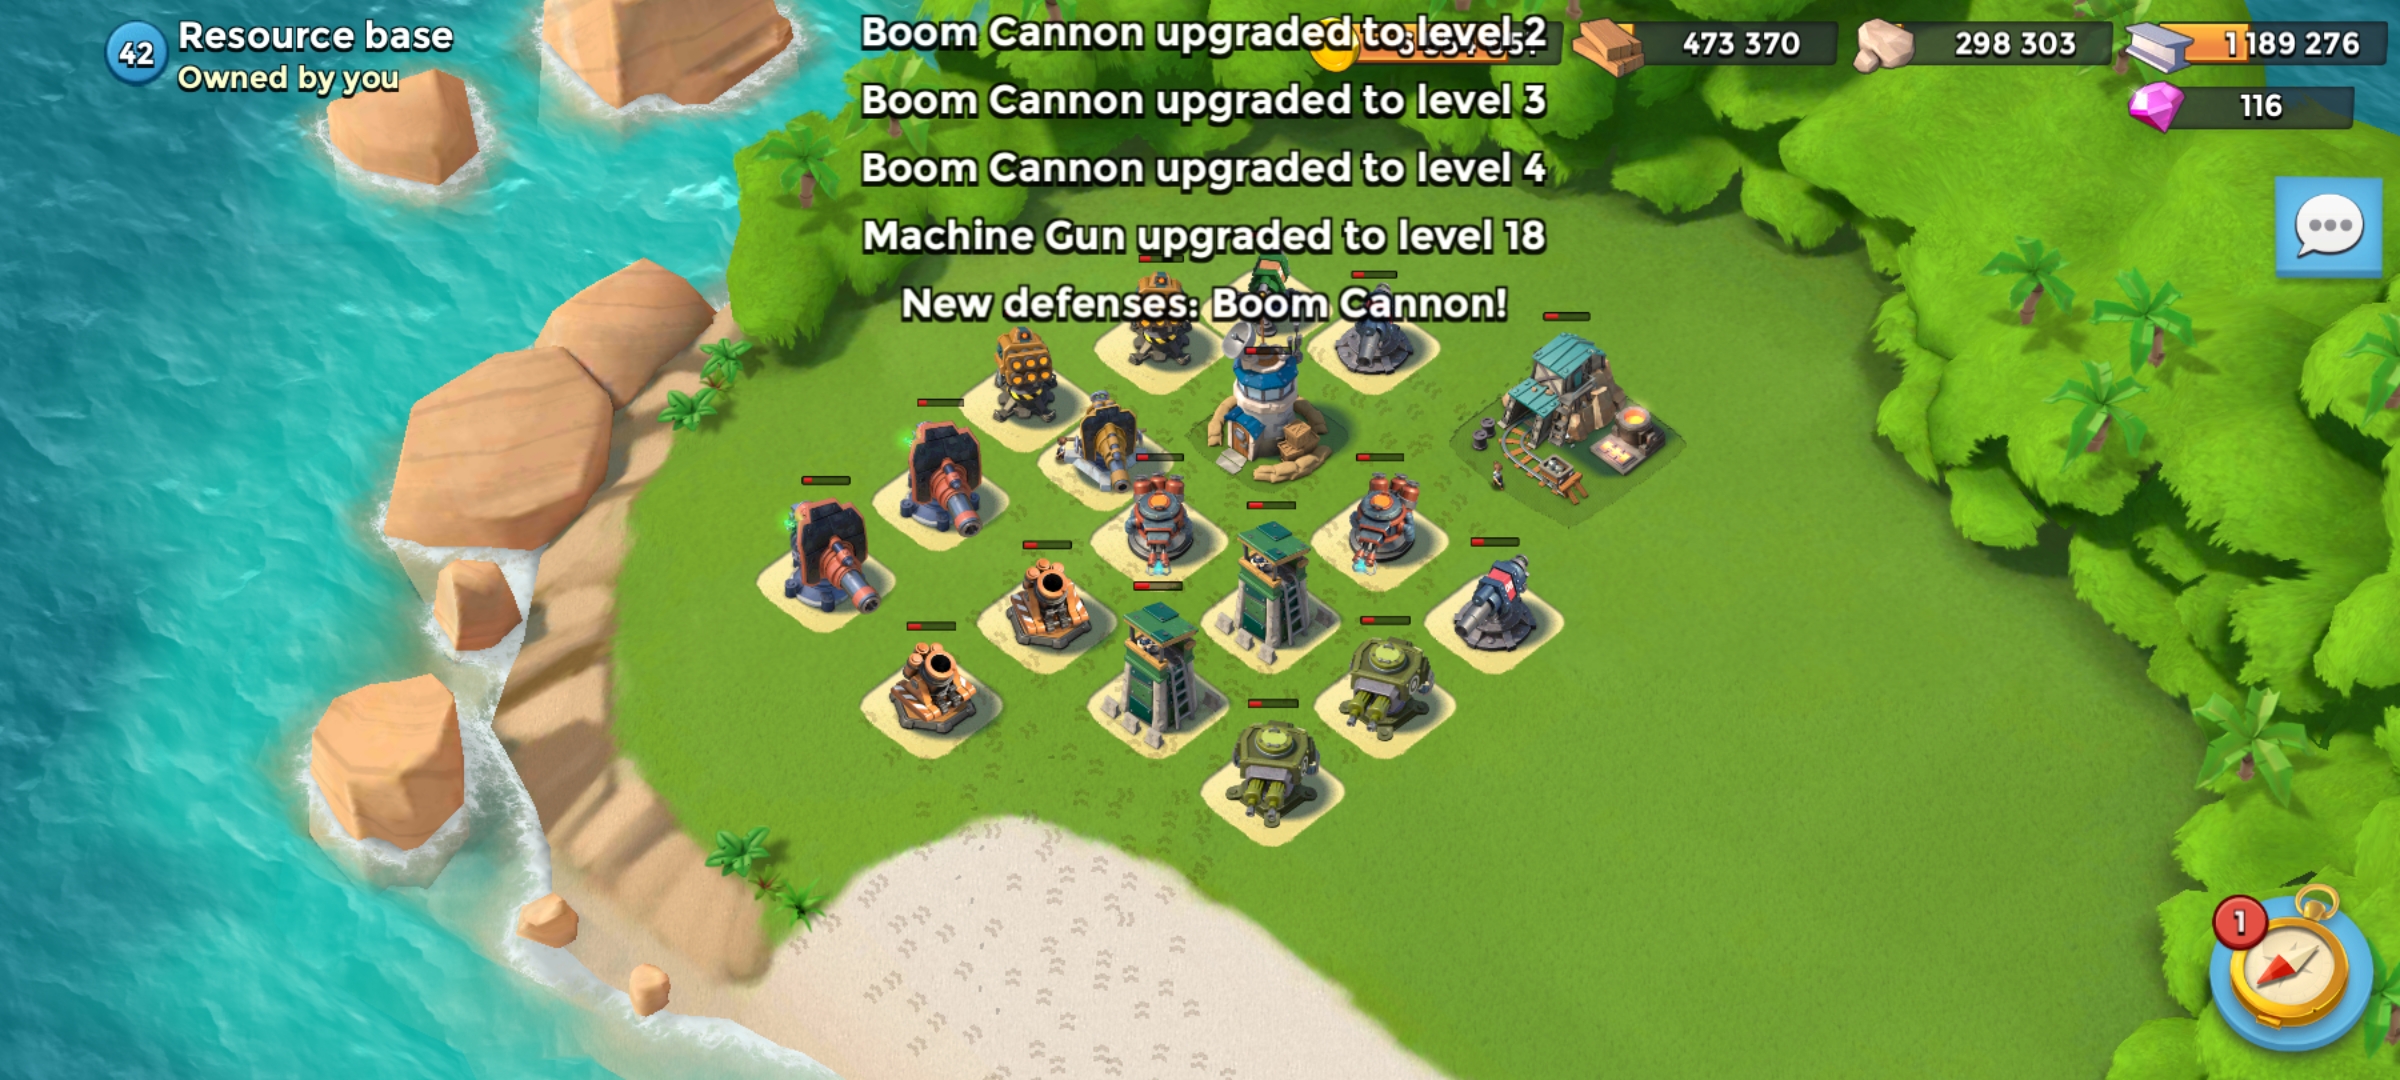 42
Resource base
Owned by you
Boom Cannon upgraded to level 2
Boom Cannon upgraded to level 3
Boom Cannon upgraded to level 4
Machine Gun upgraded to level 18
New defenses: Boom Cannon!
473 370
298 303
1 189 276
116
1